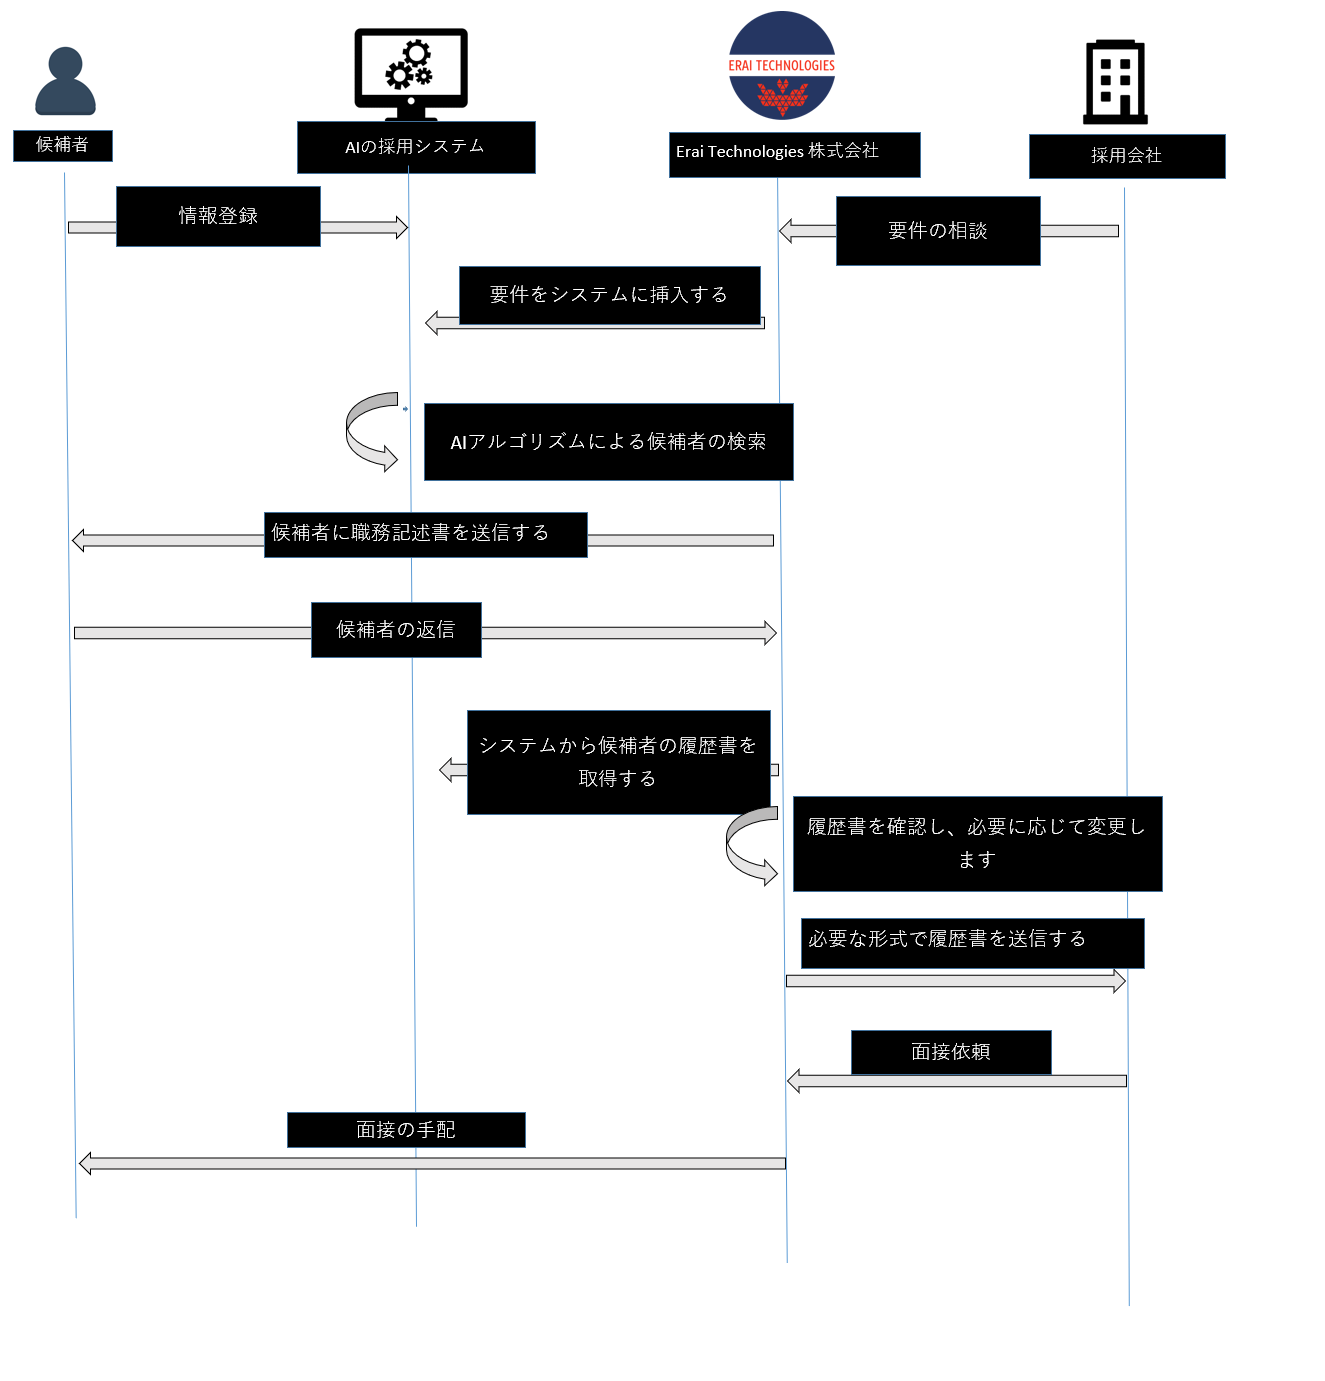 ERAI TECHNOLOGIES
候補者
AIの採用システム
Erai Technologies 株式会社
採用会社
情報登録
要件の相談
要件をシステムに挿入する
AIアルゴリズムによる候補者の検索
候補者に職務記述書を送信する
候補者の返信
システムから候補者の履歴書を
取得する
履歴書を確認し、必要に応じて変更し
ます
必要な形式で履歴書を送信する
面接依頼
面接の手配